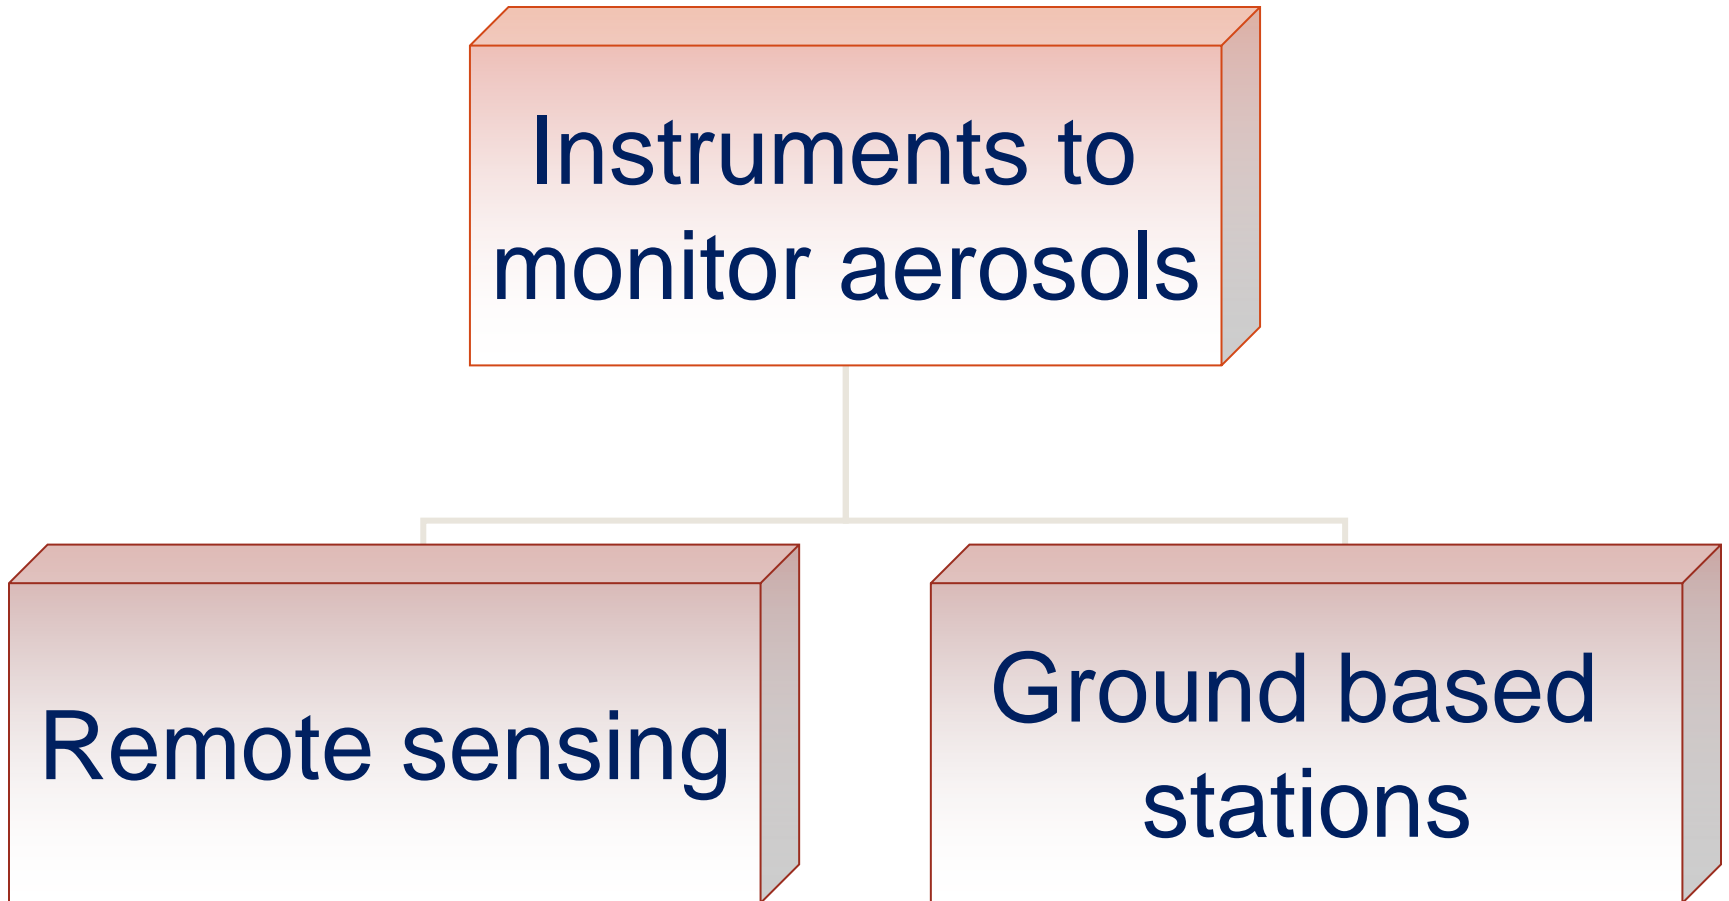 Instruments to
monitor aerosols
Remote sensing
Ground based
stations